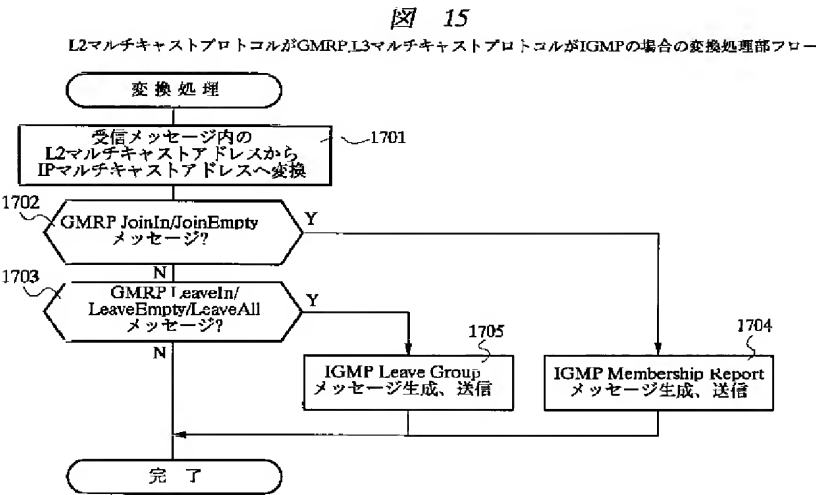 図 15
L2マルチキャストプロトコルがGMRP,L3マルチキャストプロトコルがIGMPの場合の変換処理部フロー
変換処理
受信メッセージ内の
L2マルチキャストアドレスから
IPマルチキャストアドレスへ変換
1701
1702
GMRP JoinIn/JoinEmpty
メッセージ?
Y
N
1703
GMRP LeaveIn/
LeaveEmpty/LeaveAll
メッセージ?
Y
N
1705
IGMP Leave Group
メッセージ生成、送信
1704
IGMP Membership Report
メッセージ生成、送信
完了